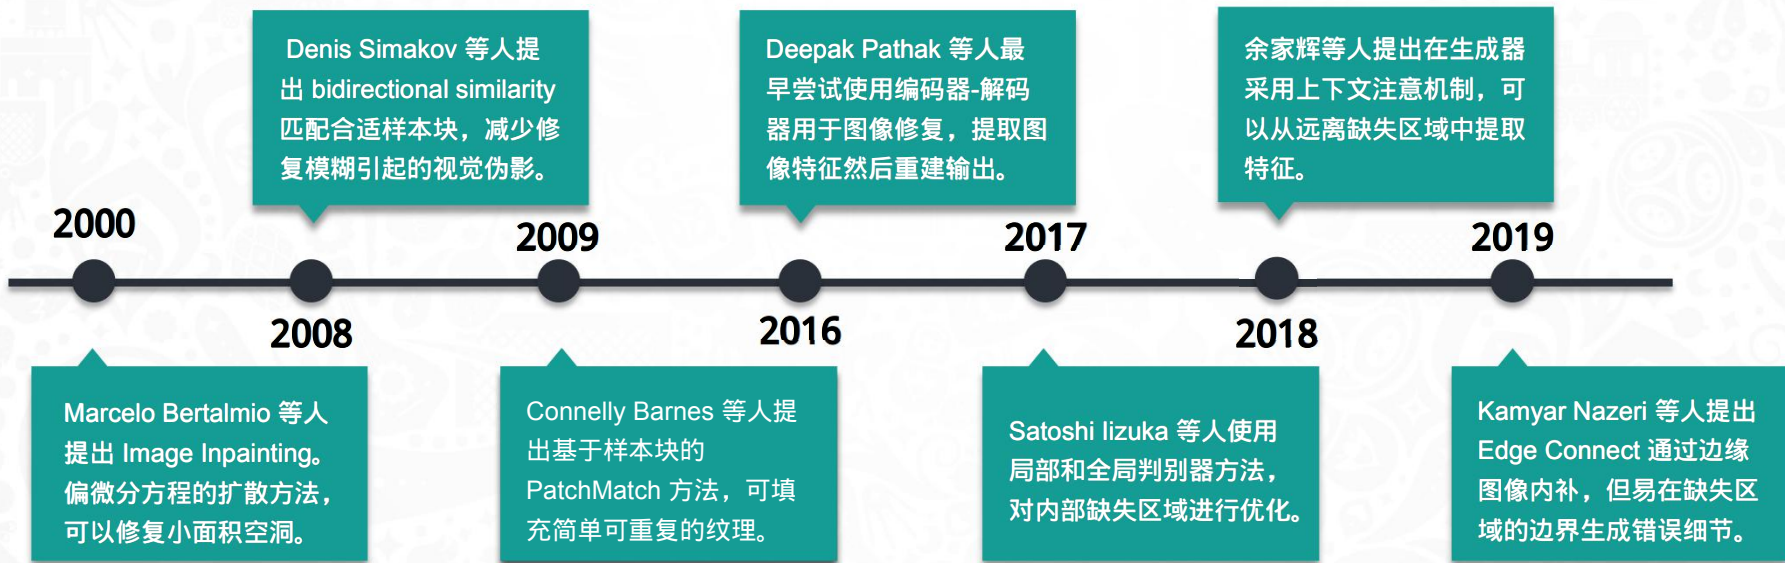 2000
Marcelo Bertalmio 等人
提出 Image Inpainting。
偏微分方程的扩散方法，
可以修复小面积空洞。
Denis Simakov 等人提
出 bidirectional similarity
匹配合适样本块，减少修
复模糊引起的视觉伪影。
2008
2009
Connelly Barnes 等人提
出基于样本块的
PatchMatch 方法，可填
充简单可重复的纹理。
Deepak Pathak 等人最
早尝试使用编码器-解码
器用于图像修复，提取图
像特征然后重建输出。
2016
2017
Satoshi Iizuka 等人使用
局部和全局判别器方法，
对内部缺失区域进行优化。
余家辉等人提出在生成器
采用上下文注意机制，可
以从远离缺失区域中提取
特征。
2018
2019
Kamyar Nazeri 等人提出
Edge Connect 通过边缘
图像内补，但易在缺失区
域的边界生成错误细节。